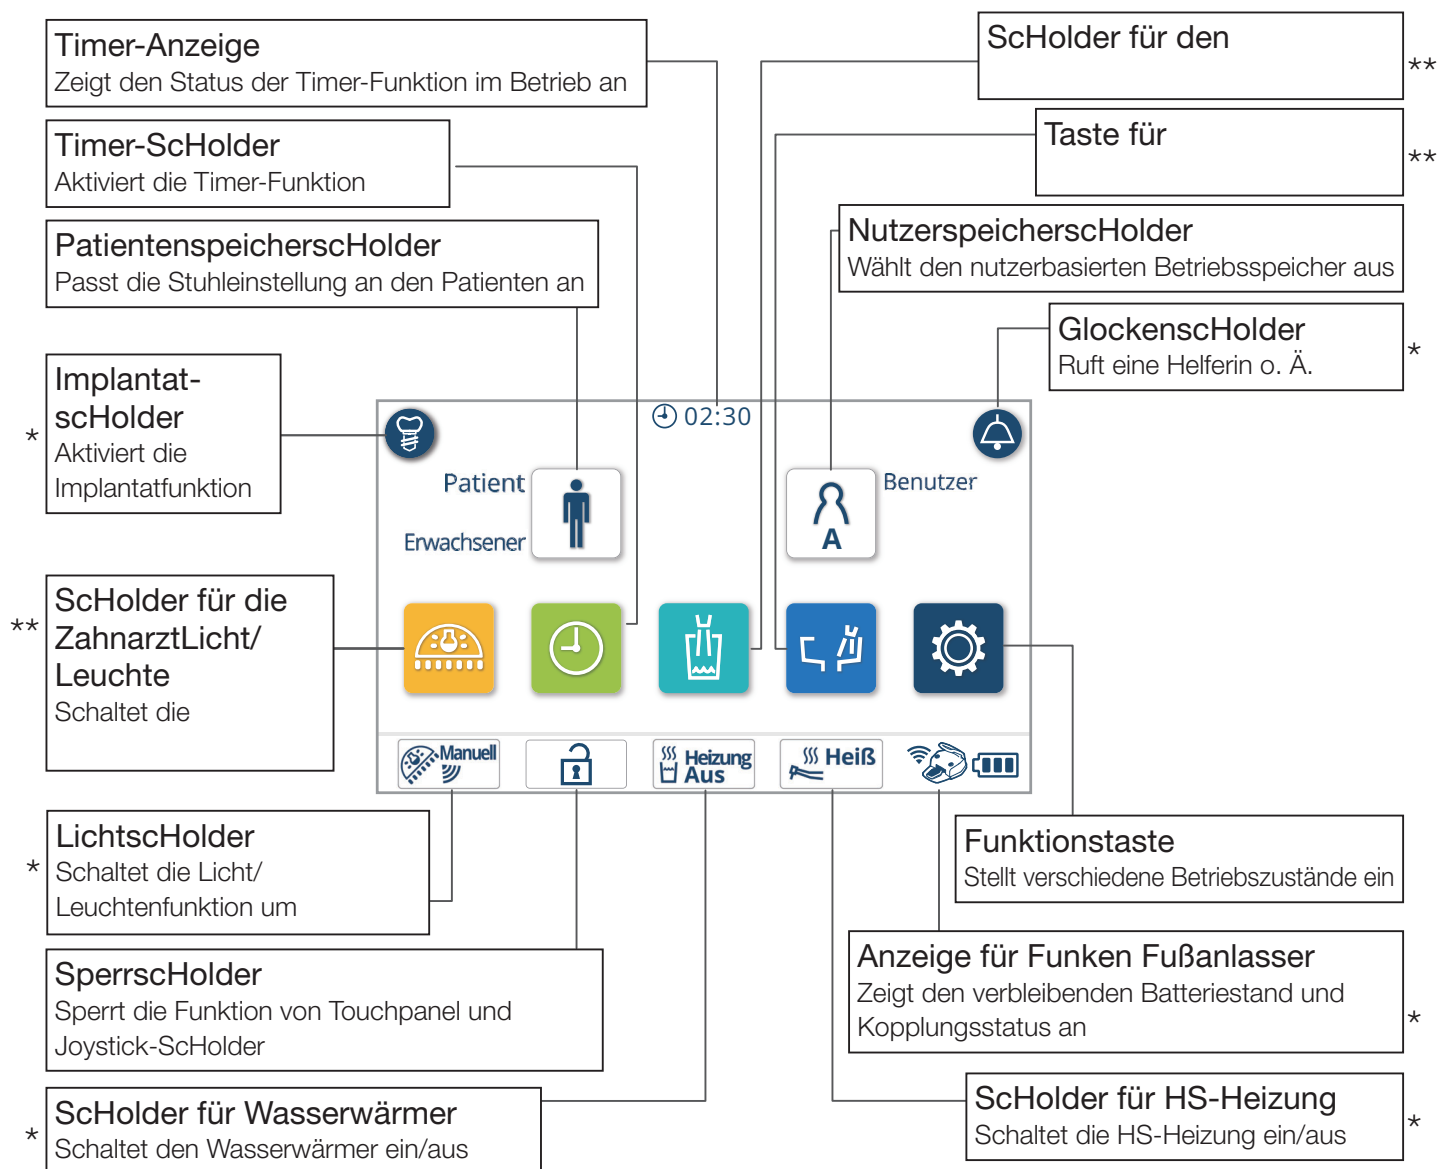 Timer-Anzeige
Zeigt den Status der Timer-Funktion im Betrieb an
ScHolder für den
**
Timer-ScHolder
Aktiviert die Timer-Funktion
Taste für
**
PatientenspeicherscHolder
Passt die Stuhleinstellung an den Patienten an
NutzerspeicherscHolder
Wählt den nutzerbasierten Betriebsspeicher aus
GlockenscHolder
Ruft eine Helferin o. Ä.
*
Implantat-
scHolder
Aktiviert die
Implantatfunktion
*
02:30
Patient
Erwachsener
Benutzer
A
**
ScHolder für die
ZahnarztLicht/
Leuchte
Schaltet die
Manuell
Heizung
Aus
Heiß
*
LichtscHolder
Schaltet die Licht/
Leuchtenfunktion um
Funktionstaste
Stellt verschiedene Betriebszustände ein
SperrscHolder
Sperrt die Funktion von Touchpanel und
Joystick-ScHolder
Anzeige für Funken Fußanlasser
Zeigt den verbleibenden Batteriestand und
Kopplungsstatus an
*
*
ScHolder für Wasserwärmer
Schaltet den Wasserwärmer ein/aus
ScHolder für HS-Heizung
Schaltet die HS-Heizung ein/aus
*